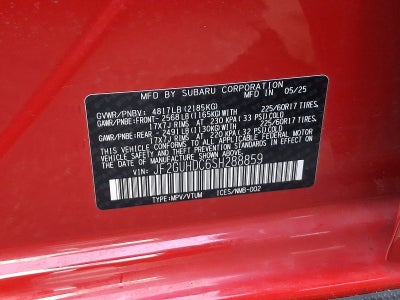 MFD BY SUBARU CORPORATION IN 05/25
GVWR/PNBV: 4817LB (2185KG)
GAWR/PNBE:FRONT- 2568LB (1165KG)WITH 225/60R17 TIRES,
17X7J RIMS, AT 230 KPA (33 PSI) COLD
GAWR/PNBE:REAR- 2491LB (1130KG)WITH 225/60R17 TIRES,
17X7J RIMS, AT 220 KPA (32 PSI) COLD
THIS VEHICLE CONFORMS TO ALL APPLICABLE FEDERAL MOTOR
VEHICLE SAFETY, BUMPER, AND THEFT PREVENTION STANDARDS
IN EFFECT ON THE DATE OF MANUFACTURE SHOWN ABOVE.
VIN: JF2GUHDC6SH288859
TYPE:MPV/VTUM ICES/NMB-002